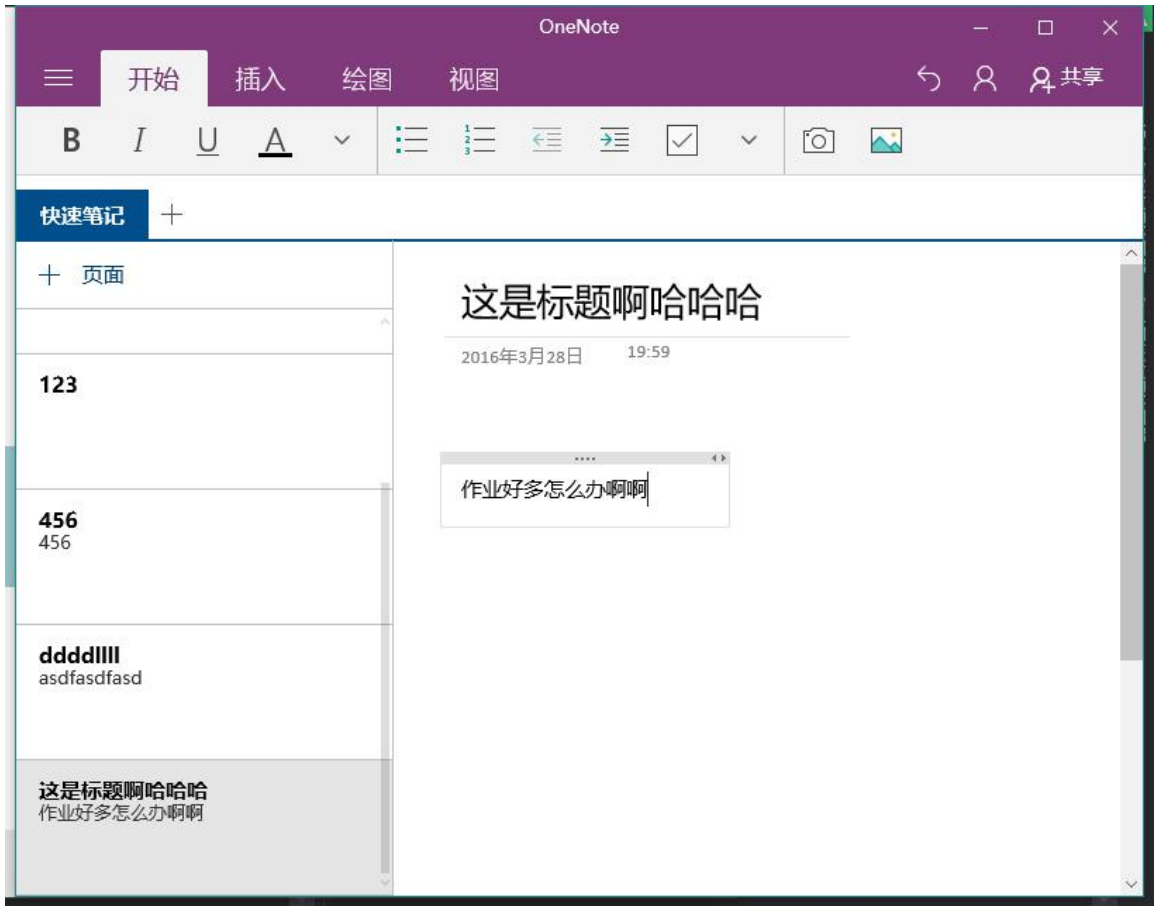 OneNote
开始 插入 绘图 视图 共享
B I U A
快速笔记
页面
123
456
456
ddddllll
asdfasdfasd
这是标题啊哈哈哈
作业好多怎么办啊啊
这是标题啊哈哈哈
2016年3月28日 19:59
作业好多怎么办啊啊